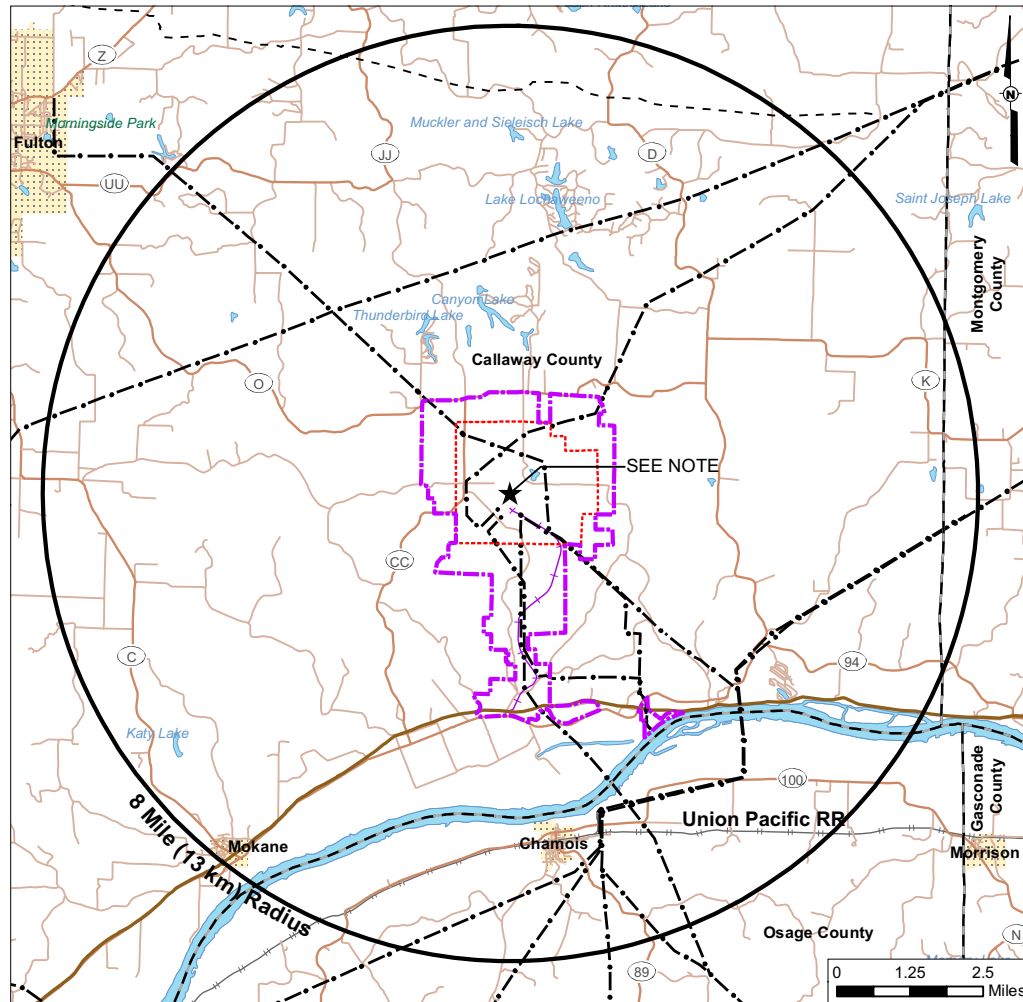 Z
N
Morningside Park
Fulton
Muckler and Sieleisch Lake
JJ
D
UU
Lake Lochaweeno
Saint Joseph Lake
Montgomery
County
Canyon Lake
Thunderbird Lake
Callaway County
O
K
SEE NOTE
CC
C
94
Katy Lake
100
Gasconade
County
8 Mile (13 km) Radius
Union Pacific RR
Mokane
Chamois
Morrison
Osage County
N
89
0 1.25 2.5
Miles